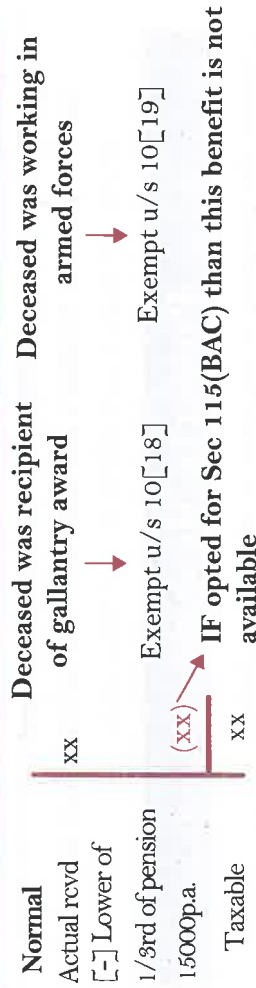 Normal
Actual rcvd xx
[-] Lower of
1/3rd of pension
15000p.a. (xx)
Taxable xx
Deceased was recipient
of gallantry award
Exempt u/s 10[18]
Deceased was working in
armed forces
Exempt u/s 10[19]
IF opted for Sec 115(BAC) than this benefit is not
available